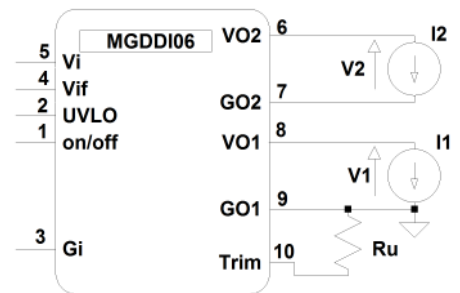 MGDDI06
5 Vi
4 Vif
2 UVLO
1 on/off
3 Gi
VO2 6
GO2 7
VO1 8
GO1 9
Trim 10
V2
I2
V1
I1
Ru